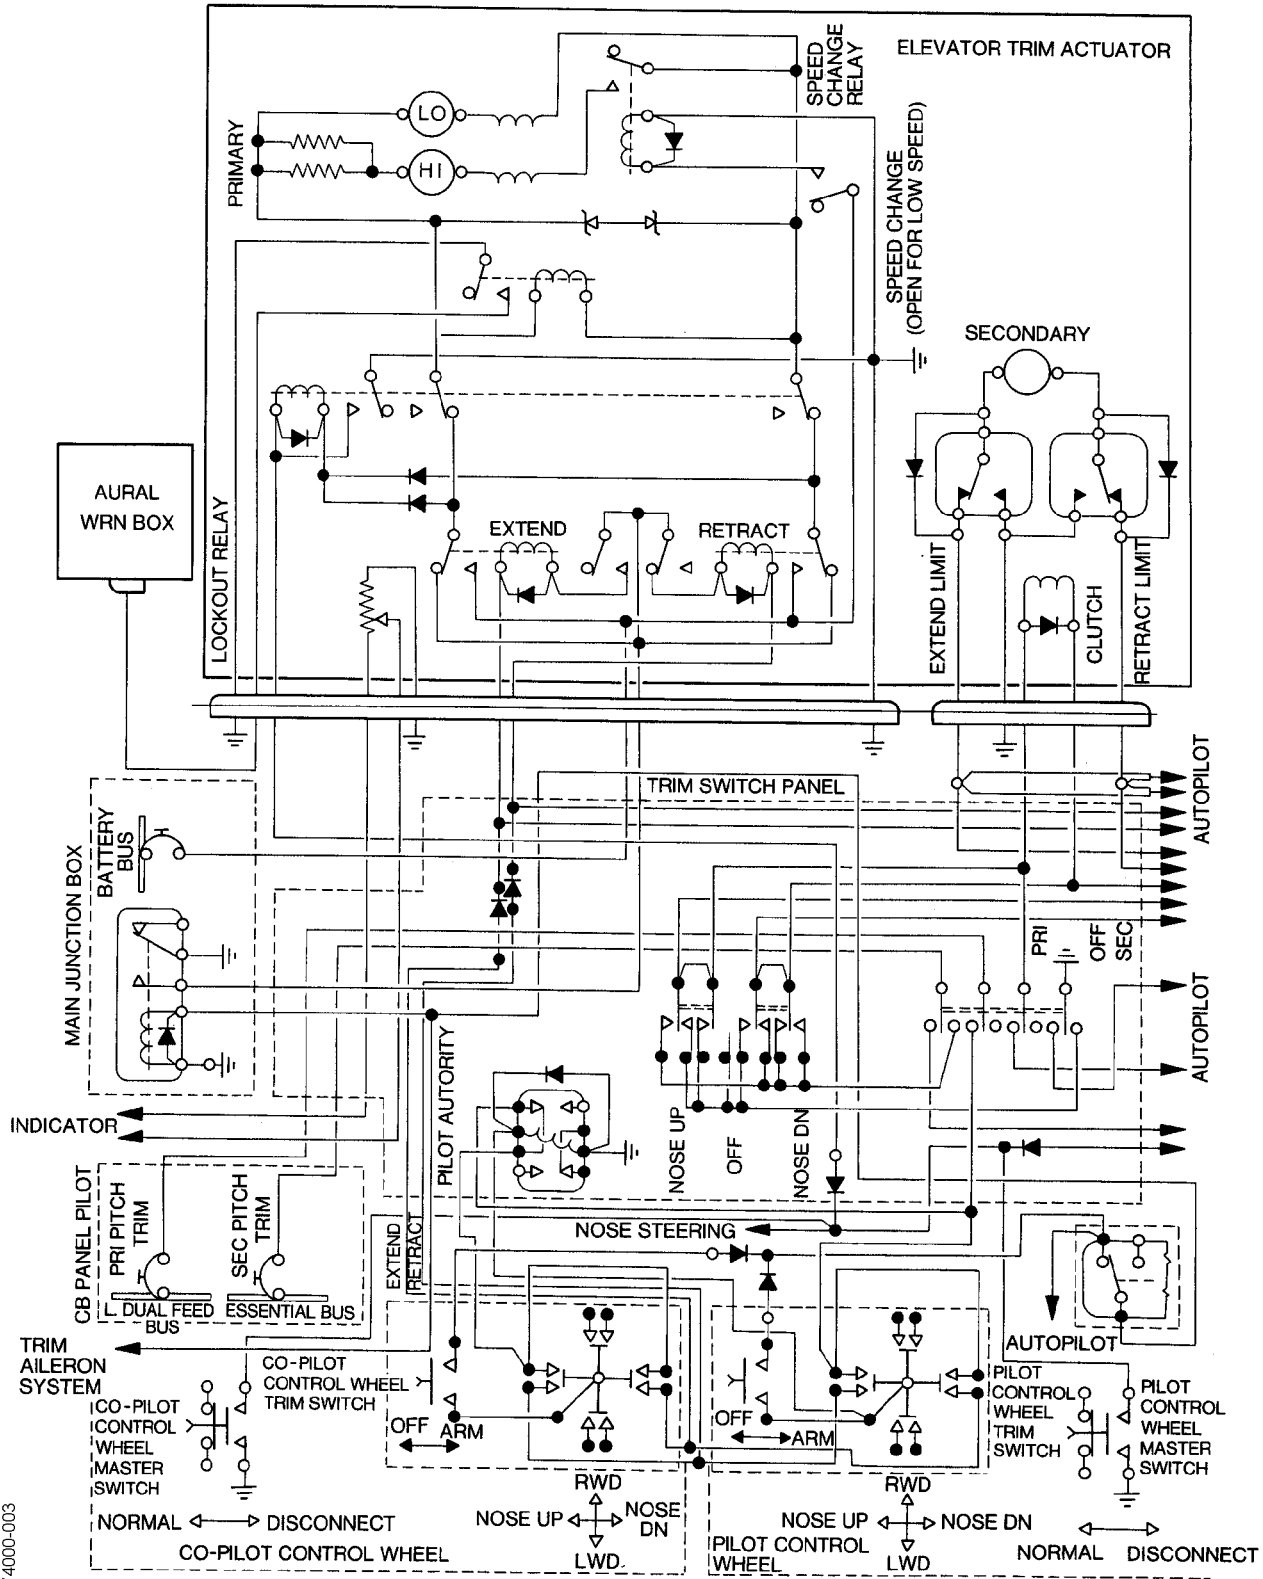 ELEVATOR TRIM ACTUATOR
SPEED
CHANGE
RELAY
LO
HI
PRIMARY
SPEED CHANGE
(OPEN FOR LOW SPEED)
SECONDARY
AURAL
WRN BOX
LOCKOUT RELAY
EXTEND
RETRACT
EXTEND LIMIT
CLUTCH
RETRACT LIMIT
TRIM SWITCH PANEL
AUTOPILOT
MAIN JUNCTION BOX
BATTERY
BUS
PRI
OFF
SEC
AUTOPILOT
PILOT AUTORITY
NOSE UP
OFF
NOSE DN
INDICATOR
CB PANEL PILOT
PRI PITCH
TRIM
SEC PITCH
TRIM
L. DUAL FEED
BUS
ESSENTIAL BUS
EXTEND
RETRACT
NOSE STEERING
AUTOPILOT
TRIM
AILERON
SYSTEM
CO-PILOT
CONTROL WHEEL
TRIM SWITCH
CO-PILOT
CONTROL
WHEEL
MASTER
SWITCH
OFF
ARM
OFF
ARM
PILOT
CONTROL
WHEEL
TRIM
SWITCH
PILOT
CONTROL
WHEEL
MASTER
SWITCH
RWD
NOSE UP
NOSE
DN
LWD
RWD
NOSE UP
NOSE DN
LWD
NORMAL
DISCONNECT
CO-PILOT CONTROL WHEEL
PILOT CONTROL
WHEEL
NORMAL
DISCONNECT